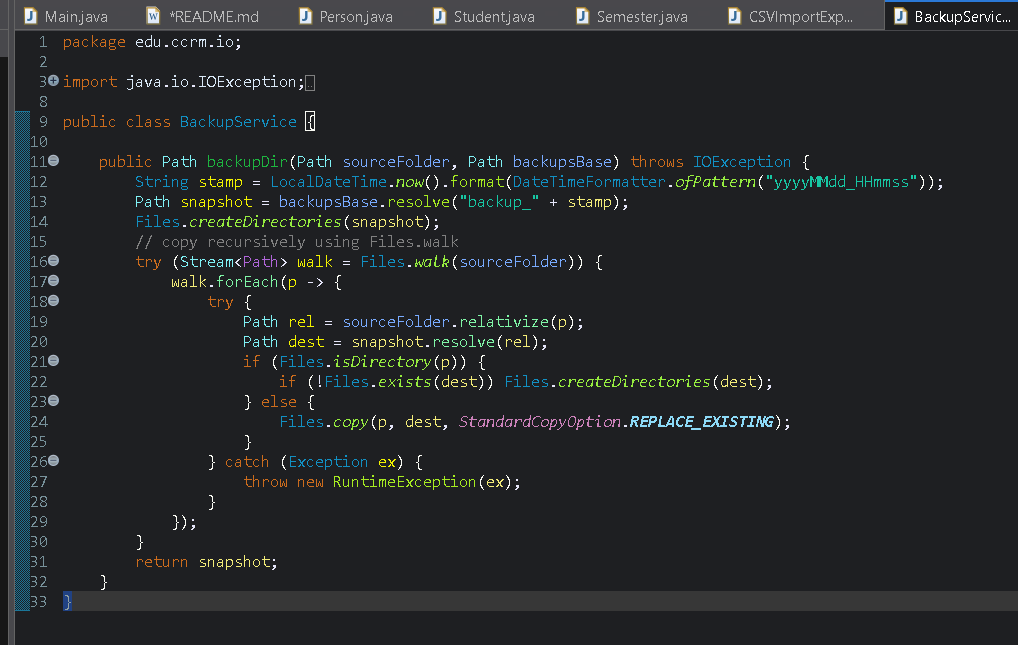 Main.java *README.md Person.java Student.java Semester.java CSVImportExp... BackupServic...
1 package edu.ccrm.io;
2
3 import java.io.IOException;
8
9 public class BackupService {
10
11 public Path backupDir(Path sourceFolder, Path backupsBase) throws IOException {
12 String stamp = LocalDateTime.now().format(DateTimeFormatter.ofPattern("yyyyMMdd_HHmmss"));
13 Path snapshot = backupsBase.resolve("backup_" + stamp);
14 Files.createDirectories(snapshot);
15 // copy recursively using Files.walk
16 try (Stream<Path> walk = Files.walk(sourceFolder)) {
17 walk.forEach(p -> {
18 try {
19 Path rel = sourceFolder.relativize(p);
20 Path dest = snapshot.resolve(rel);
21 if (Files.isDirectory(p)) {
22 if (!Files.exists(dest)) Files.createDirectories(dest);
23 } else {
24 Files.copy(p, dest, StandardCopyOption.REPLACE_EXISTING);
25 }
26 } catch (Exception ex) {
27 throw new RuntimeException(ex);
28 }
29 });
30 }
31 return snapshot;
32 }
33 }